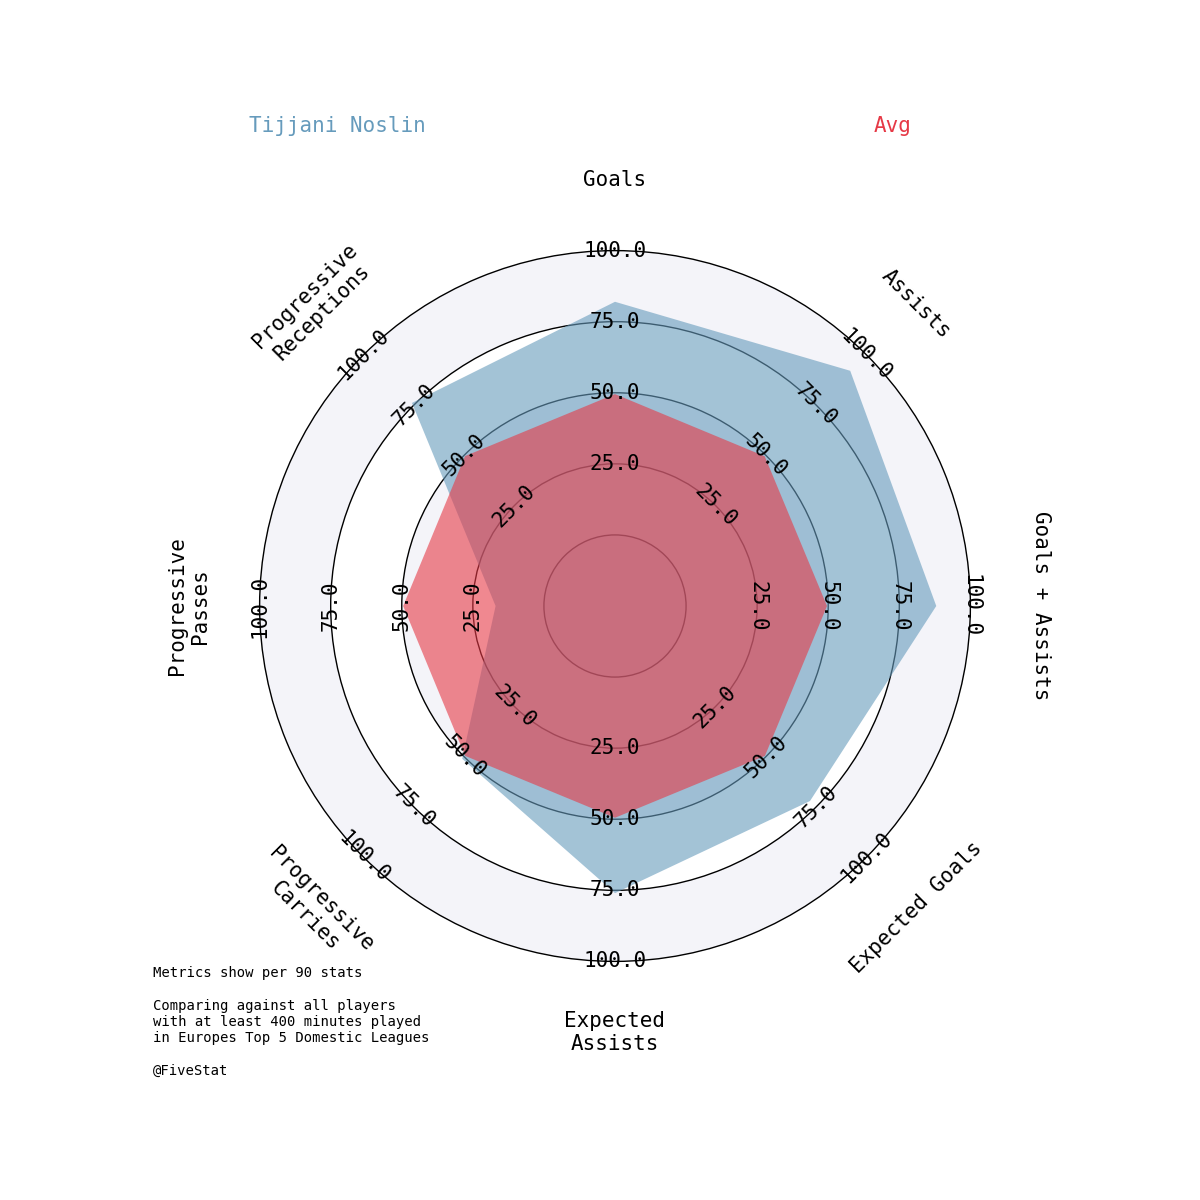 Tijjani Noslin
Avg
Goals
Assists
Goals + Assists
Expected Goals
Expected
Assists
Progressive
Carries
Progressive
Passes
Progressive
Receptions
25.0
50.0
75.0
100.0
25.0
50.0
75.0
100.0
25.0
50.0
75.0
100.0
25.0
50.0
75.0
100.0
25.0
50.0
75.0
100.0
25.0
50.0
75.0
100.0
25.0
50.0
75.0
100.0
25.0
50.0
75.0
100.0
Metrics show per 90 stats
Comparing against all players
with at least 400 minutes played
in Europes Top 5 Domestic Leagues
@FiveStat